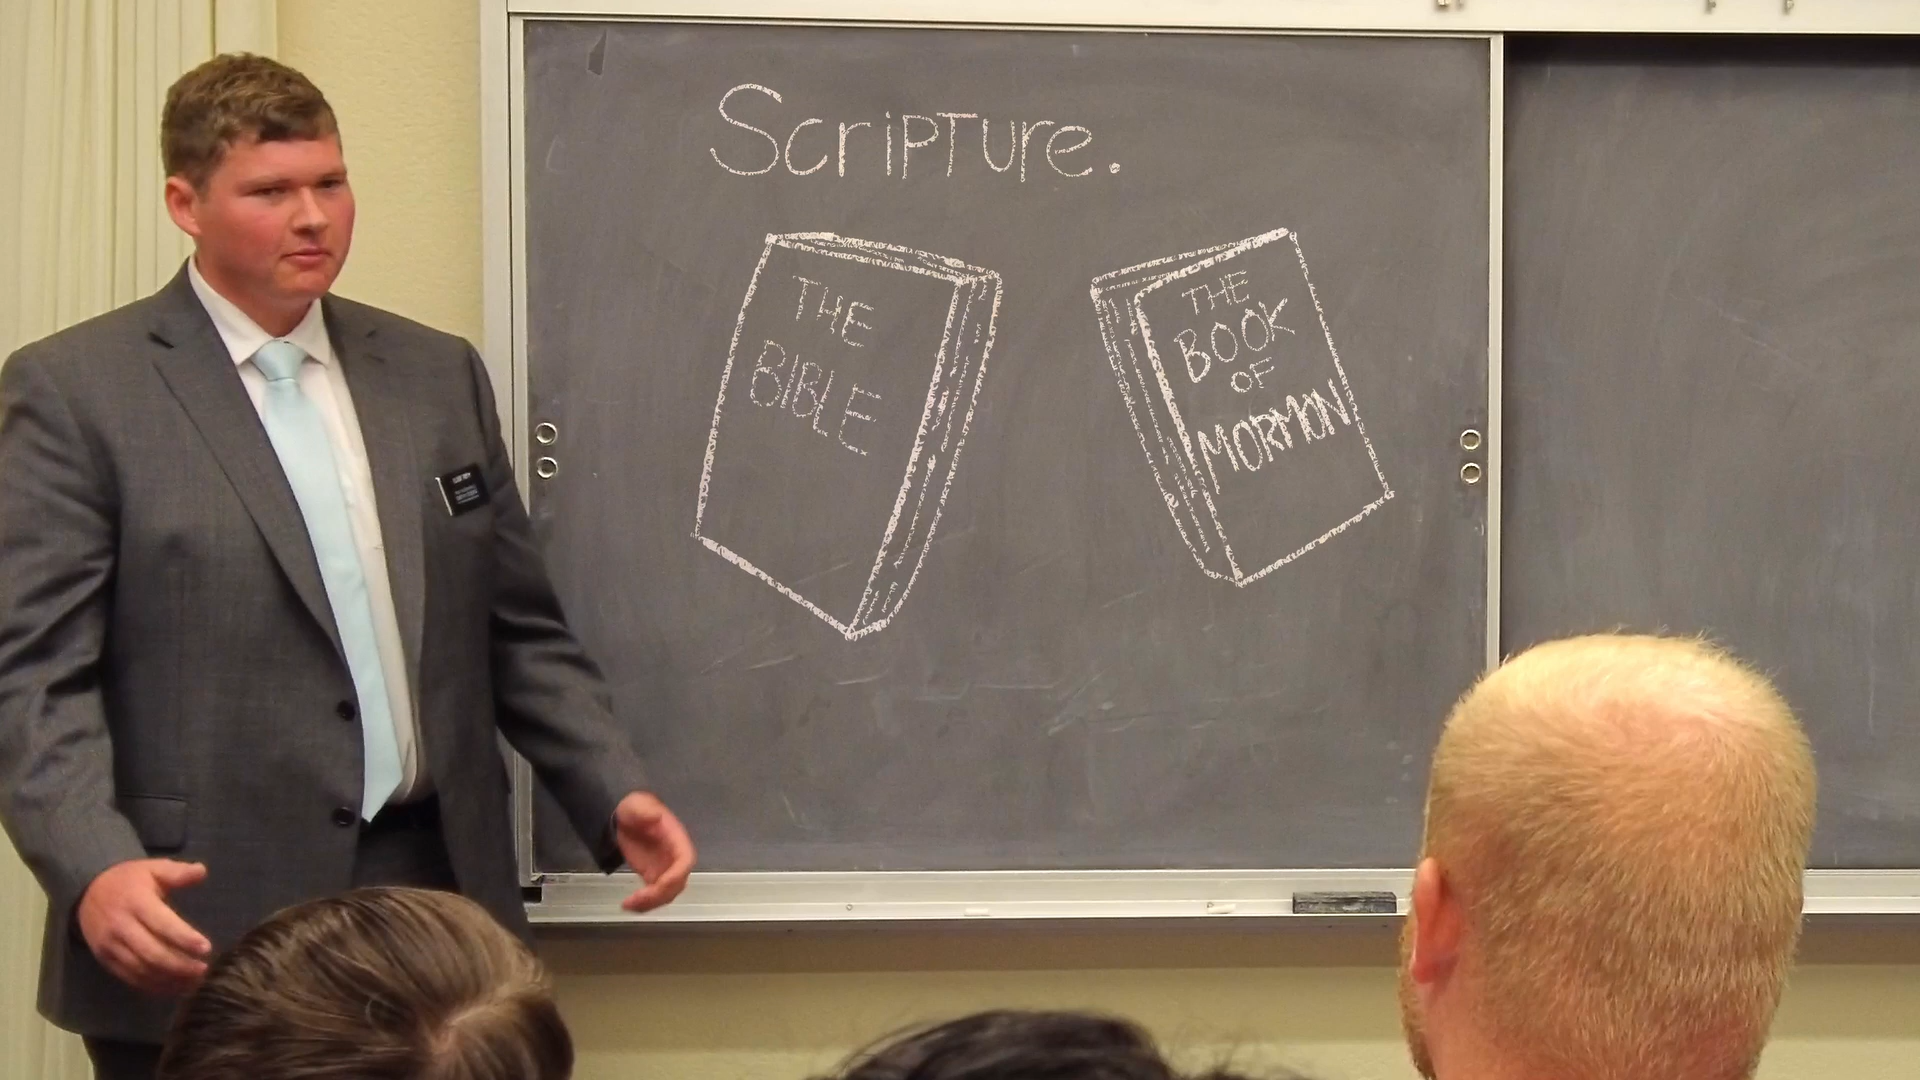 Scripture.
THE
BIBLE
THE
BOOK
OF
MORMON